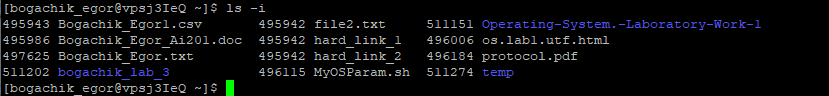 [bogachik_egor@vpsj3IeQ ~]$ ls -i
495943 Bogachik_Egor1.csv 495942 file2.txt 511151 Operating-System.-Laboratory-Work-1
495986 Bogachik_Egor_Ai201.doc 495942 hard_link_1 496006 os.lab1.utf.html
497625 Bogachik_Egor.txt 495942 hard_link_2 496184 protocol.pdf
511202 bogachik_lab_3 496115 MyOSParam.sh 511274 temp
[bogachik_egor@vpsj3IeQ ~]$